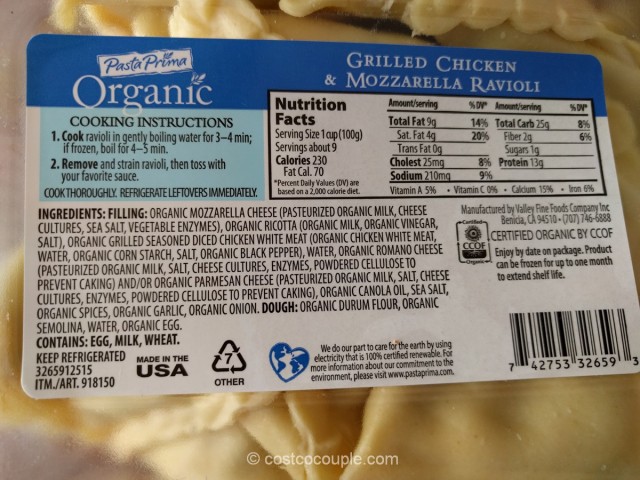 Pasta Prima
Organic
GRILLED CHICKEN
& MOZZARELLA RAVIOLI
COOKING INSTRUCTIONS
1. Cook ravioli in gently boiling water for 3–4 min;
if frozen, boil for 4–5 min.
2. Remove and strain ravioli, then toss with
your favorite sauce.
COOK THOROUGHLY. REFRIGERATE LEFTOVERS IMMEDIATELY.
Nutrition
Facts
Serving Size 1 cup (100g)
Servings about 9
Calories 230
Fat Cal. 70
*Percent Daily Values (DV) are
based on a 2,000 calorie diet.
Amount/serving %DV* Amount/serving %DV*
Total Fat 9g 14% Total Carb 25g 8%
Sat. Fat 4g 20% Fiber 2g 6%
Trans Fat 0g Sugars 1g
Cholest 25mg 8% Protein 13g
Sodium 210mg 9%
Vitamin A 5% • Vitamin C 0% • Calcium 15% • Iron 6%
INGREDIENTS: FILLING: ORGANIC MOZZARELLA CHEESE (PASTEURIZED ORGANIC MILK, CHEESE
CULTURES, SEA SALT, VEGETABLE ENZYMES), ORGANIC RICOTTA (ORGANIC MILK, ORGANIC VINEGAR,
SALT), ORGANIC GRILLED SEASONED DICED CHICKEN WHITE MEAT (ORGANIC CHICKEN WHITE MEAT,
WATER, ORGANIC CORN STARCH, SALT, ORGANIC BLACK PEPPER), WATER, ORGANIC ROMANO CHEESE
(PASTEURIZED ORGANIC MILK, SALT, CHEESE CULTURES, ENZYMES, POWDERED CELLULOSE TO
PREVENT CAKING) AND/OR ORGANIC PARMESAN CHEESE (PASTEURIZED ORGANIC MILK, SALT, CHEESE
CULTURES, ENZYMES, POWDERED CELLULOSE TO PREVENT CAKING), ORGANIC CANOLA OIL, SEA SALT,
ORGANIC SPICES, ORGANIC GARLIC, ORGANIC ONION. DOUGH: ORGANIC DURUM FLOUR, ORGANIC
SEMOLINA, WATER, ORGANIC EGG.
CONTAINS: EGG, MILK, WHEAT.
Manufactured by Valley Fine Foods Company Inc
Benicia, CA 94510 • (707) 746-6888
Certified
CCOF
Organic
CERTIFIED ORGANIC BY CCOF
Enjoy by date on package. Product
can be frozen for up to one month
to extend shelf life.
KEEP REFRIGERATED
3265912515
ITM./ART. 918150
MADE IN THE
USA
7
OTHER
We do our part to care for the earth by using
electricity that is 100% certified renewable. For
more information about our commitment to the
environment, please visit www.pastaprima.com.
7 42753 32659 3
© costcocouple.com